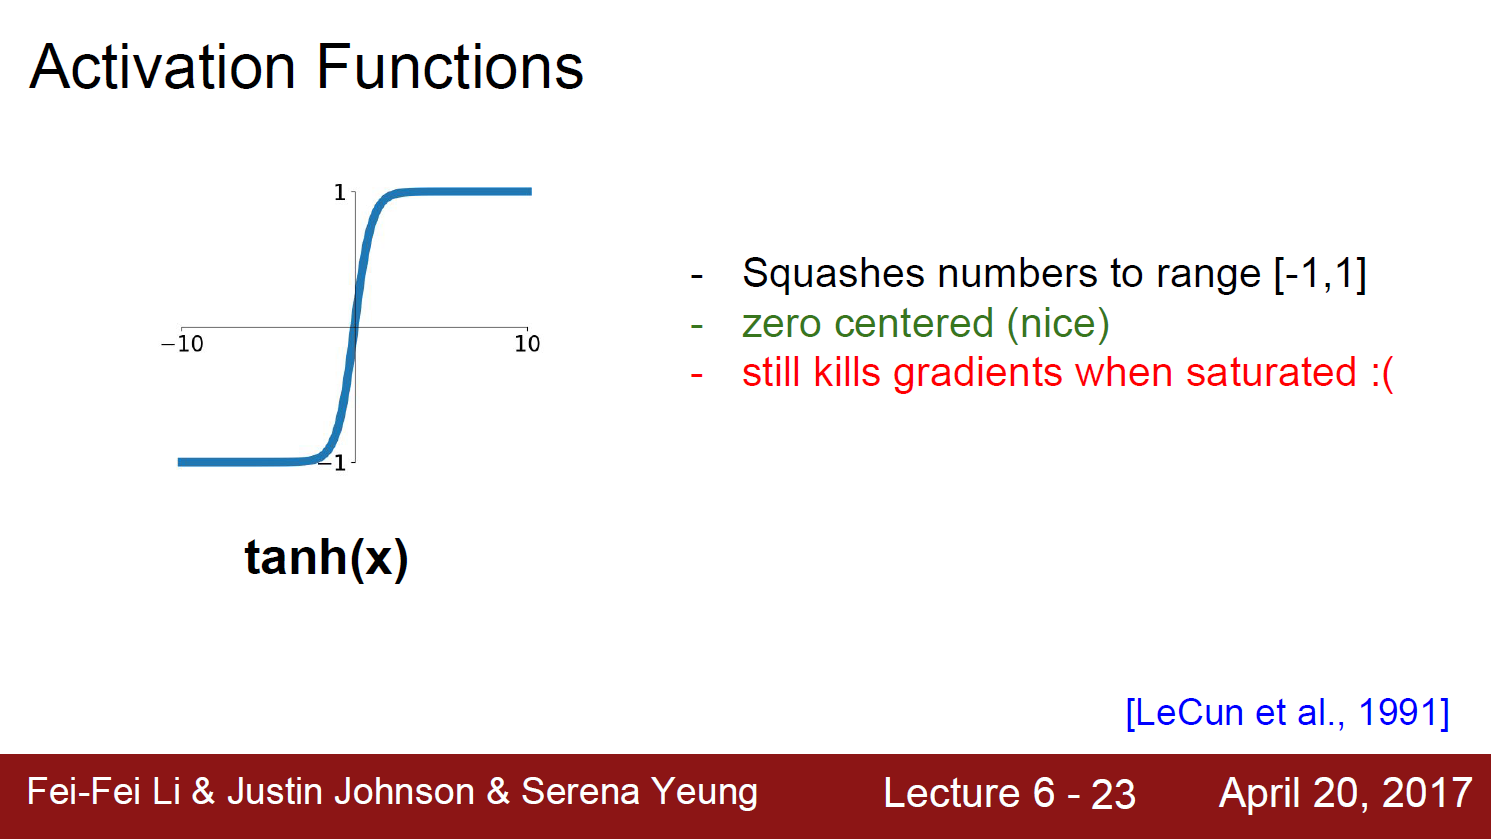 Activation Functions
1
−10
10
−1
tanh(x)
- Squashes numbers to range [-1,1]
- zero centered (nice)
- still kills gradients when saturated :(
[LeCun et al., 1991]
Fei-Fei Li & Justin Johnson & Serena Yeung
Lecture 6 - 23
April 20, 2017